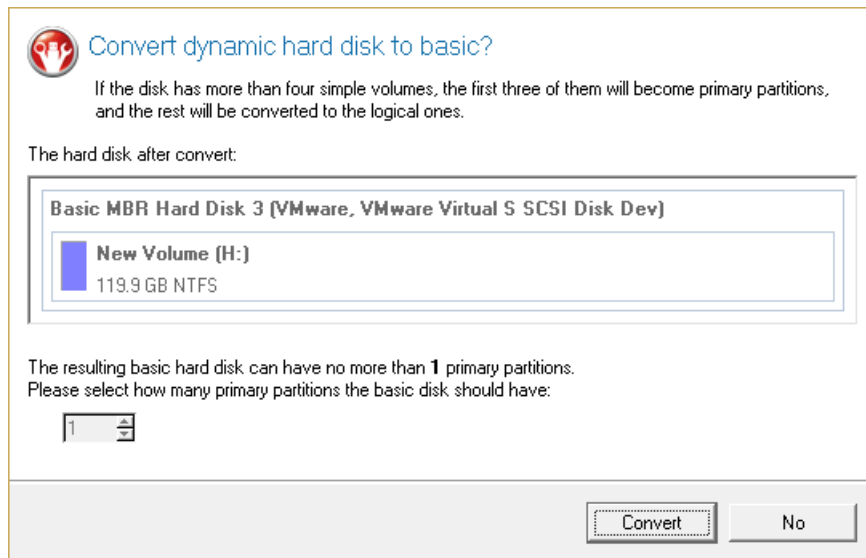 Convert dynamic hard disk to basic?
If the disk has more than four simple volumes, the first three of them will become primary partitions,
and the rest will be converted to the logical ones.
The hard disk after convert:
Basic MBR Hard Disk 3 (VMware, VMware Virtual S SCSI Disk Dev)
New Volume (H:)
119.9 GB NTFS
The resulting basic hard disk can have no more than 1 primary partitions.
Please select how many primary partitions the basic disk should have:
1
Convert No